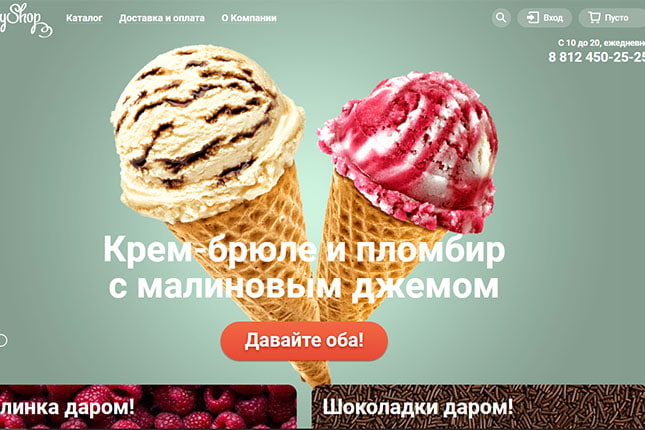 yShop Каталог Доставка и оплата О Компании Вход Пусто
С 10 до 20, ежедневн
8 812 450-25-25
Крем-брюле и пломбир
с малиновым джемом
Давайте оба!
линка даром! Шоколадки даром!